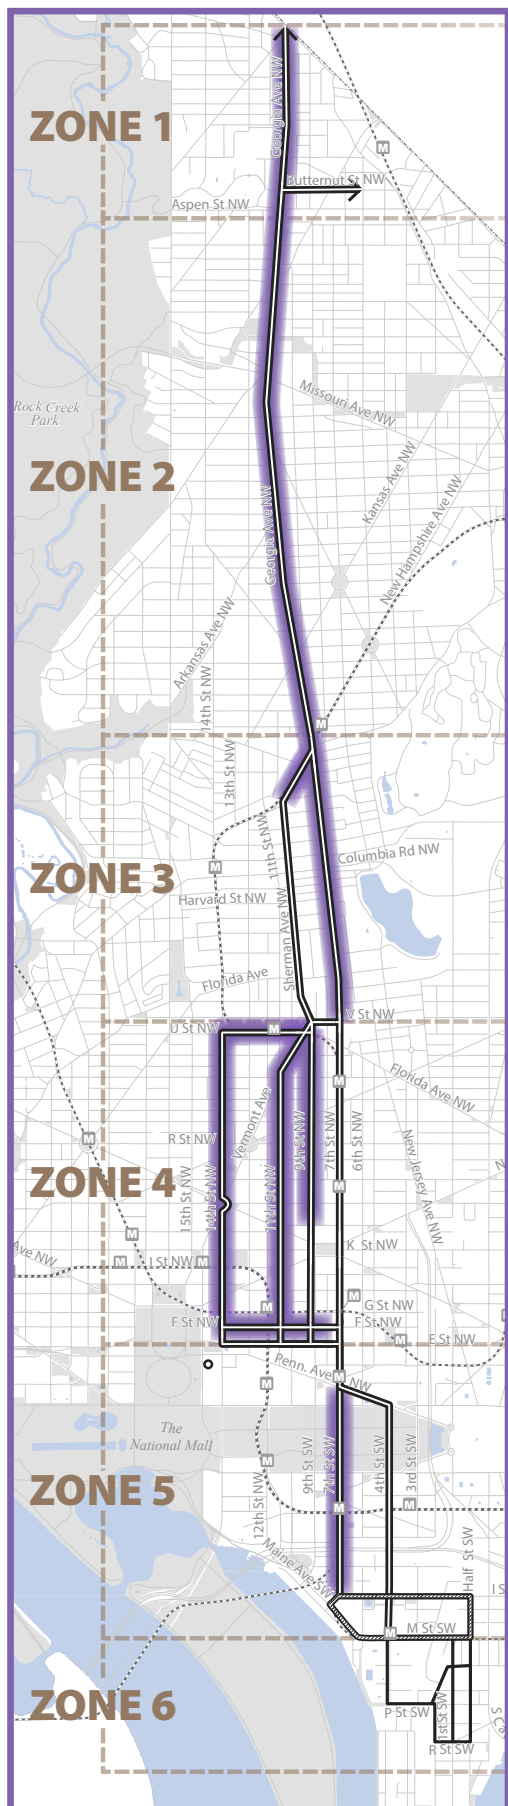 Georgia Ave NW
ZONE 1
M
Butternut St NW
Aspen St NW
Missouri Ave NW
Rock Creek
Park
Kansas Ave NW
ZONE 2
New Hampshire Ave NW
Georgia Ave NW
Arkansas Ave NW
14th St NW
M
13th St NW
11th St NW
Columbia Rd NW
M
ZONE 3
Harvard St NW
Sherman Ave NW
Florida Ave
V St NW
U St NW
M
M
Florida Ave NW
Vermont Ave
9th St NW
7th St NW
6th St NW
R St NW
M
New Jersey Ave NW
N
15th St NW
14th St NW
11th St NW
ZONE 4
M
M
K St NW
Ave NW
M
I St NW
M
M
M
G St NW
F St NW
F St NW
M
E St NW
Penn. Ave NW
M
M
The
National Mall
9th St SW
7th St SW
4th St SW
3rd St SW
M
ZONE 5
12th St NW
M
M
Maine Ave SW
Half St SW
I S
M
M St SW
ZONE 6
1st St SW
P St SW
S Ca
R St SW